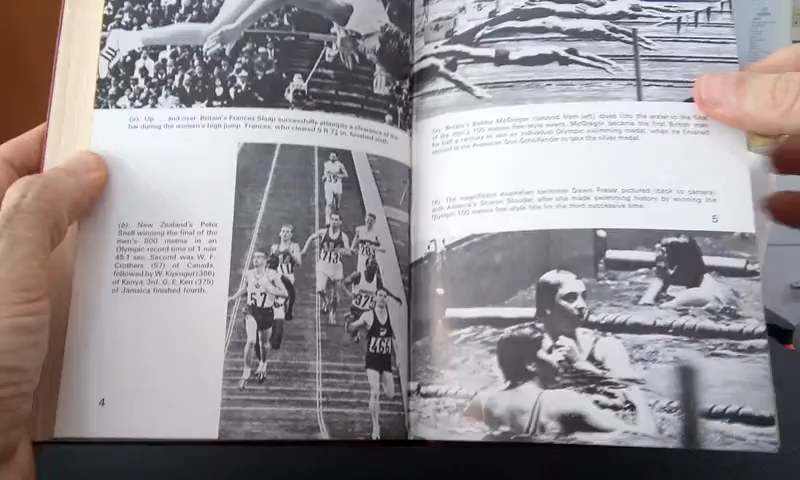 (a): Up . . . and over. Britain's Frances Slaap successfully attempts a clearance of the
bar during the women's high jump. Frances, who cleared 5 ft 7¼ in. finished sixth.
(b): New Zealand's Peter
Snell winning the final of the
men's 800 metres in an
Olympic record time of 1 min
45.1 sec. Second was W. F.
Crothers (57) of Canada,
followed by W. Kiprugut (386)
of Kenya, 3rd. G. E. Kerr (375)
of Jamaica finished fourth.
4
57
713
375
466
(a) Britain's Bobby McGregor (second from left) dives into the water in the final
of the men's 100 metres free-style event. McGregor became the first British man
for half a century to win an individual Olympic swimming medal, when he finished
second to the American Don Schollander to take the silver medal.
(b) The magnificent Australian swimmer Dawn Fraser pictured (back to camera)
with America's Sharon Stouder, after she made swimming history by winning the
Olympic 100 metres free-style title for the third successive time.
5